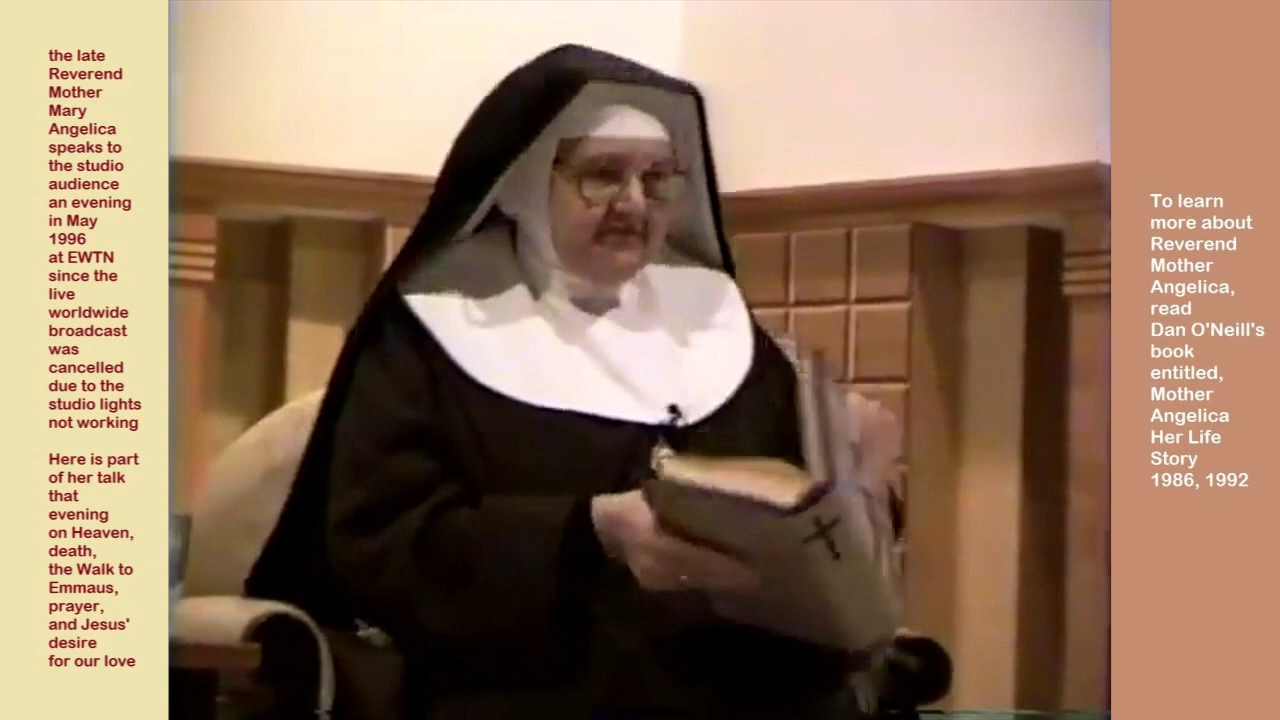 the late
Reverend
Mother
Mary
Angelica
speaks to
the studio
audience
an evening
in May
1996
at EWTN
since the
live
worldwide
broadcast
was
cancelled
due to the
studio lights
not working
Here is part
of her talk
that
evening
on Heaven,
death,
the Walk to
Emmaus,
prayer,
and Jesus'
desire
for our love
To learn
more about
Reverend
Mother
Angelica,
read
Dan O'Neill's
book
entitled,
Mother
Angelica
Her Life
Story
1986, 1992